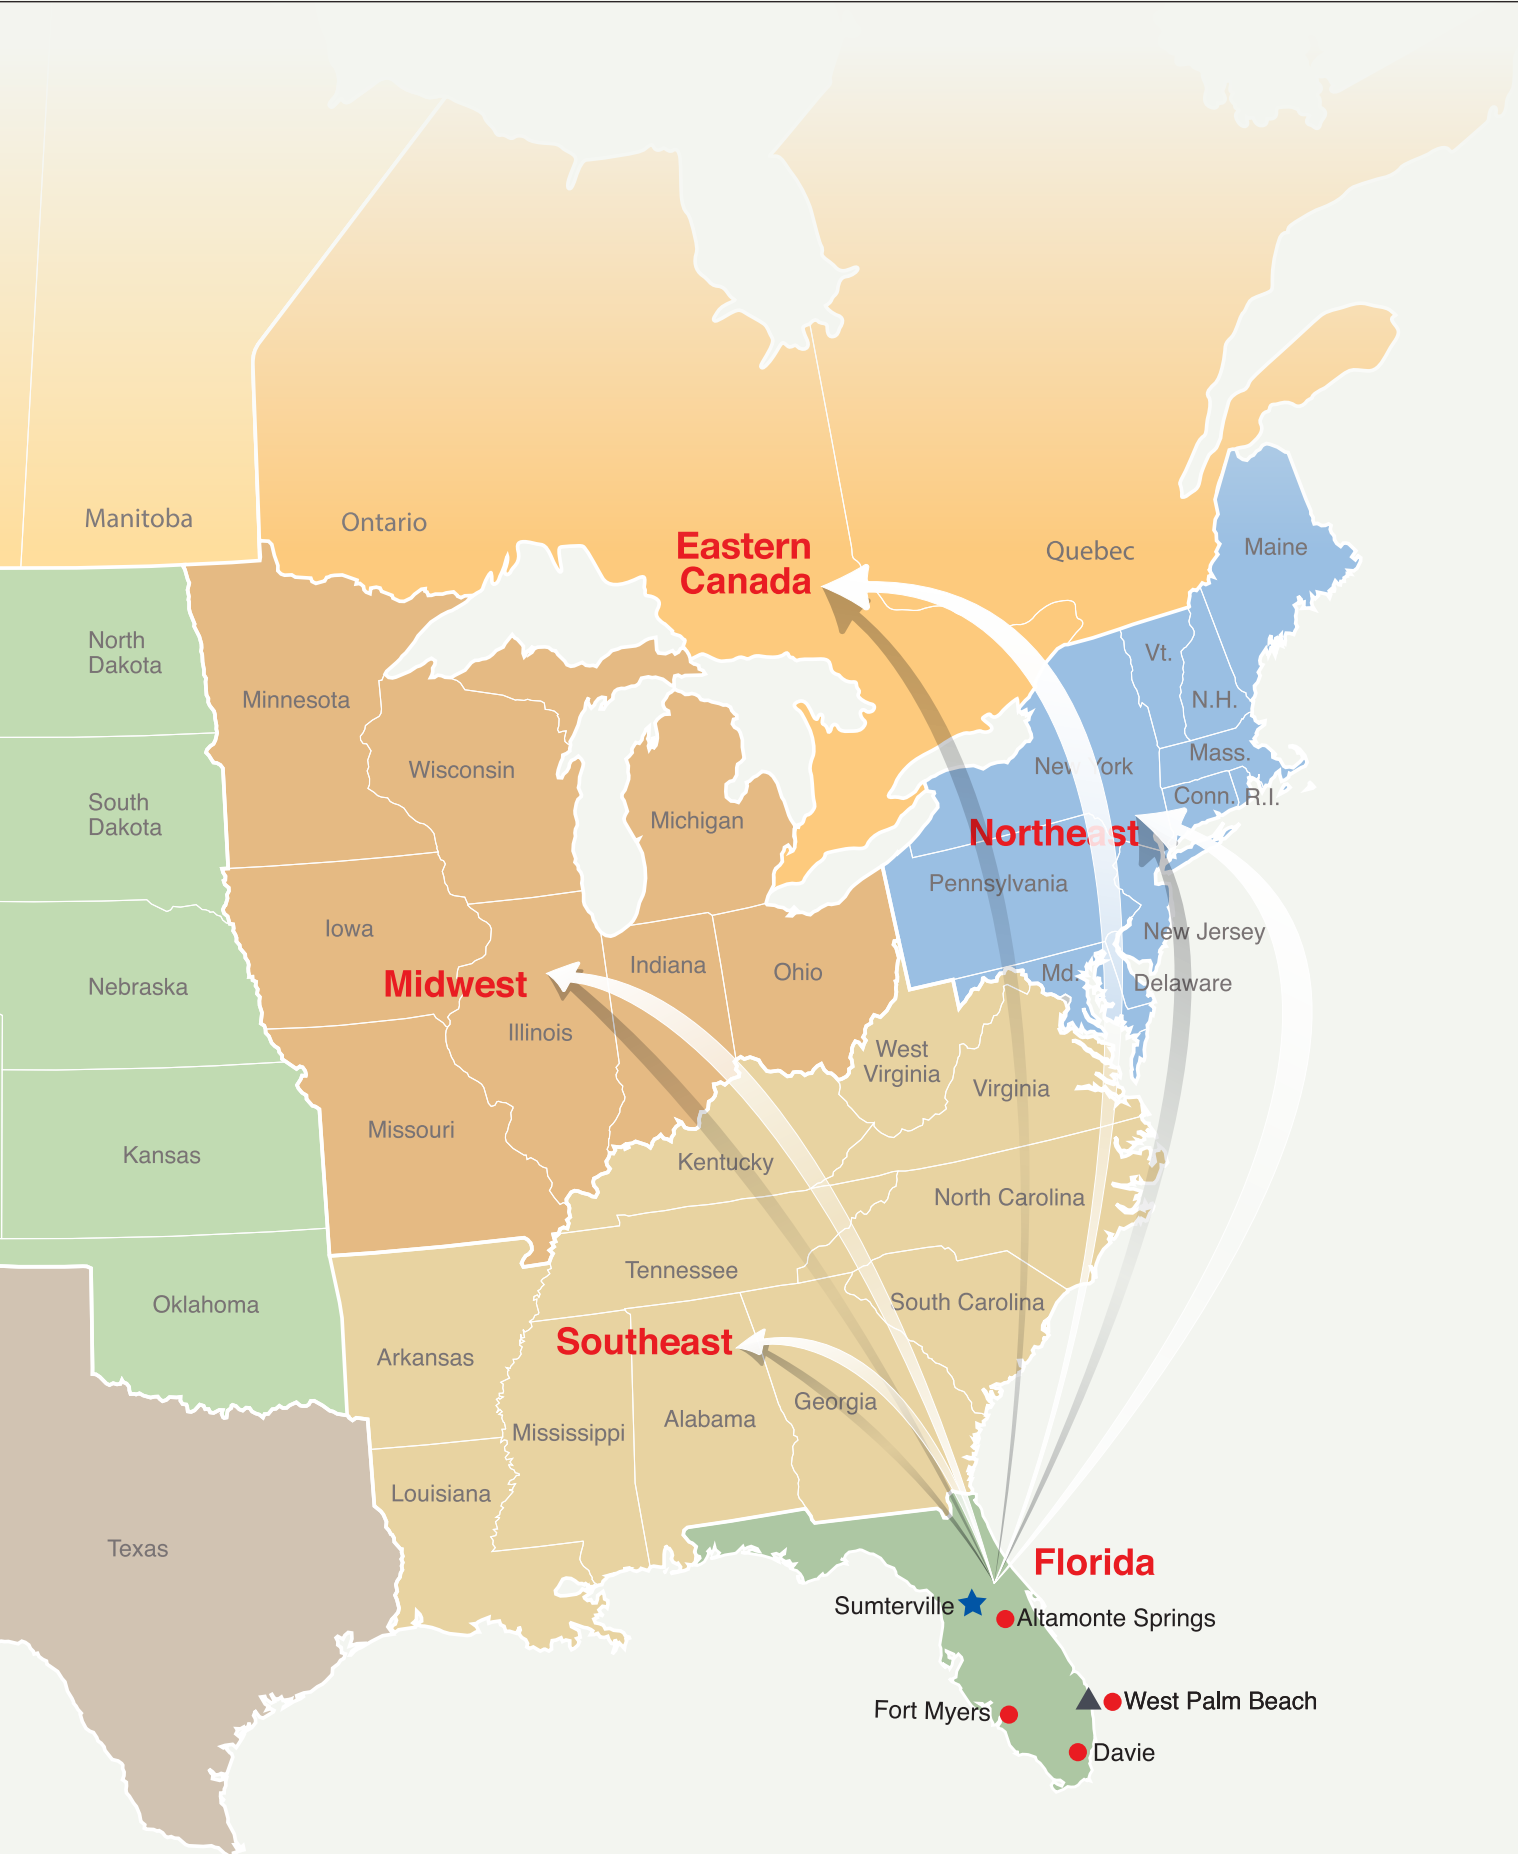 Manitoba
Ontario
Eastern
Canada
Quebec
Maine
North
Dakota
Minnesota
Vt.
N.H.
Wisconsin
New York
Mass.
South
Dakota
Michigan
Conn.
R.I.
Northeast
Pennsylvania
Iowa
New Jersey
Midwest
Indiana
Ohio
Md.
Delaware
Nebraska
Illinois
West
Virginia
Virginia
Missouri
Kansas
Kentucky
North Carolina
Tennessee
Oklahoma
South Carolina
Southeast
Arkansas
Georgia
Mississippi
Alabama
Louisiana
Texas
Florida
Sumterville
Altamonte Springs
Fort Myers
West Palm Beach
Davie